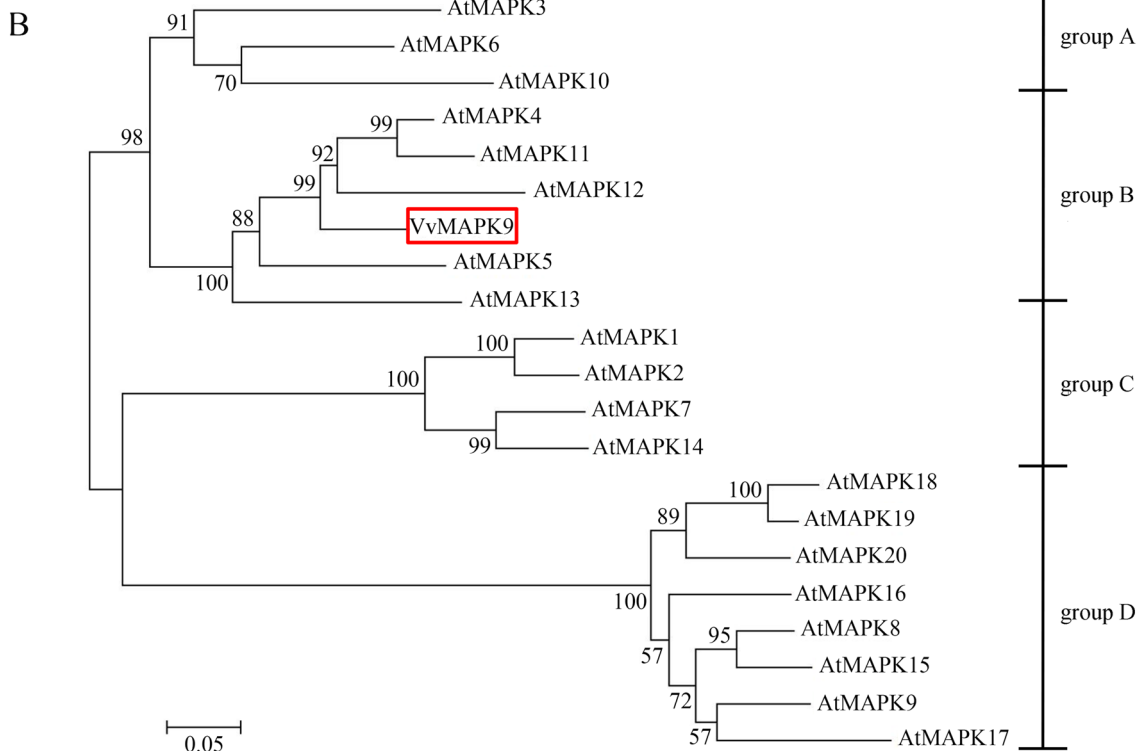 B
AtMAPK3
91
AtMAPK6
group A
70
AtMAPK10
AtMAPK4
99
98
92
AtMAPK11
99
AtMAPK12
group B
88
VvMAPK9
AtMAPK5
100
AtMAPK13
AtMAPK1
100
100
AtMAPK2
group C
AtMAPK7
99
AtMAPK14
AtMAPK18
100
89
AtMAPK19
AtMAPK20
100
AtMAPK16
group D
AtMAPK8
95
57
AtMAPK15
72
AtMAPK9
57
AtMAPK17
0.05